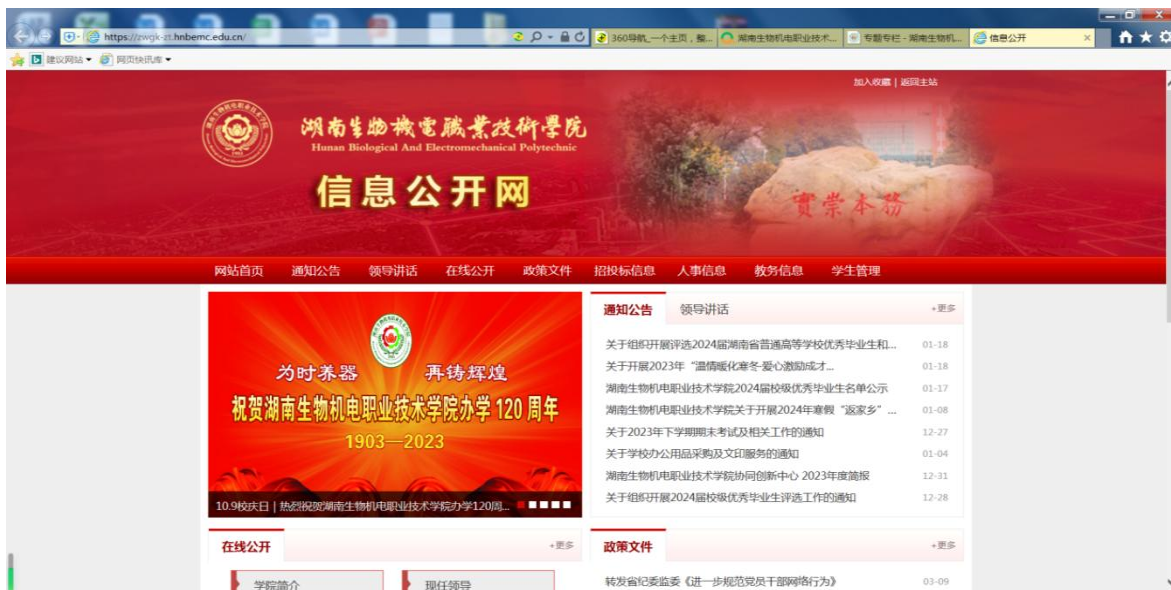 https://zwgk-zt.hnbemc.edu.cn/
360导航_一个主页，整...
湖南生物机电职业技术...
专题专栏 - 湖南生物机...
信息公开
建议网站
网页快讯库
加入收藏 | 返回主站
湖南生物機電職業技術學院
Hunan Biological And Electromechanical Polytechnic
信息公开网
實崇本務
网站首页 通知公告 领导讲话 在线公开 政策文件 招投标信息 人事信息 教务信息 学生管理
为时养器 再铸辉煌
祝贺湖南生物机电职业技术学院办学 120 周年
1903—2023
10.9校庆日 | 热烈祝贺湖南生物机电职业技术学院办学120周...
通知公告 领导讲话 +更多
关于组织开展评选2024届湖南省普通高等学校优秀毕业生和... 01-18
关于开展2023年“温情暖化寒冬·爱心激励成才... 01-18
湖南生物机电职业技术学院2024届校级优秀毕业生名单公示 01-17
湖南生物机电职业技术学院关于开展2024年寒假“返家乡”... 01-08
关于2023年下学期期末考试及相关工作的通知 12-27
关于学校办公用品采购及文印服务的通知 01-04
湖南生物机电职业技术学院协同创新中心 2023年度简报 12-31
关于组织开展2024届校级优秀毕业生评选工作的通知 12-28
在线公开 +更多
学院简介 现任领导
政策文件 +更多
转发省纪委监委《进一步规范党员干部网络行为》 03-09